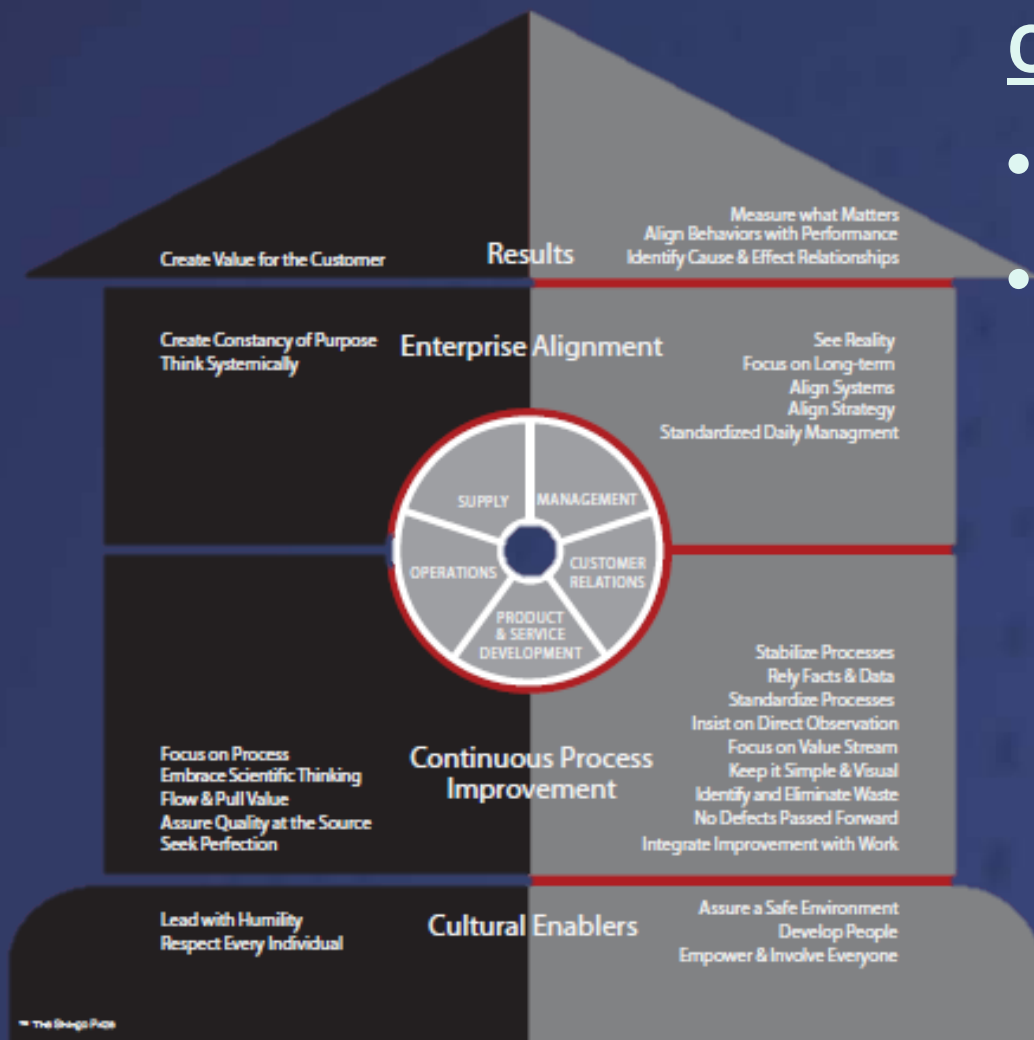 Create Value for the Customer
Results
Measure what Matters
Align Behaviors with Performance
Identify Cause & Effect Relationships
Create Constancy of Purpose
Think Systemically
Enterprise Alignment
See Reality
Focus on Long-term
Align Systems
Align Strategy
Standardized Daily Managment
SUPPLY
MANAGEMENT
OPERATIONS
CUSTOMER
RELATIONS
PRODUCT
& SERVICE
DEVELOPMENT
Focus on Process
Embrace Scientific Thinking
Flow & Pull Value
Assure Quality at the Source
Seek Perfection
Continuous Process
Improvement
Stabilize Processes
Rely Facts & Data
Standardize Processes
Insist on Direct Observation
Focus on Value Stream
Keep it Simple & Visual
Identify and Eliminate Waste
No Defects Passed Forward
Integrate Improvement with Work
Lead with Humility
Respect Every Individual
Cultural Enablers
Assure a Safe Environment
Develop People
Empower & Involve Everyone
The Shingo Prize